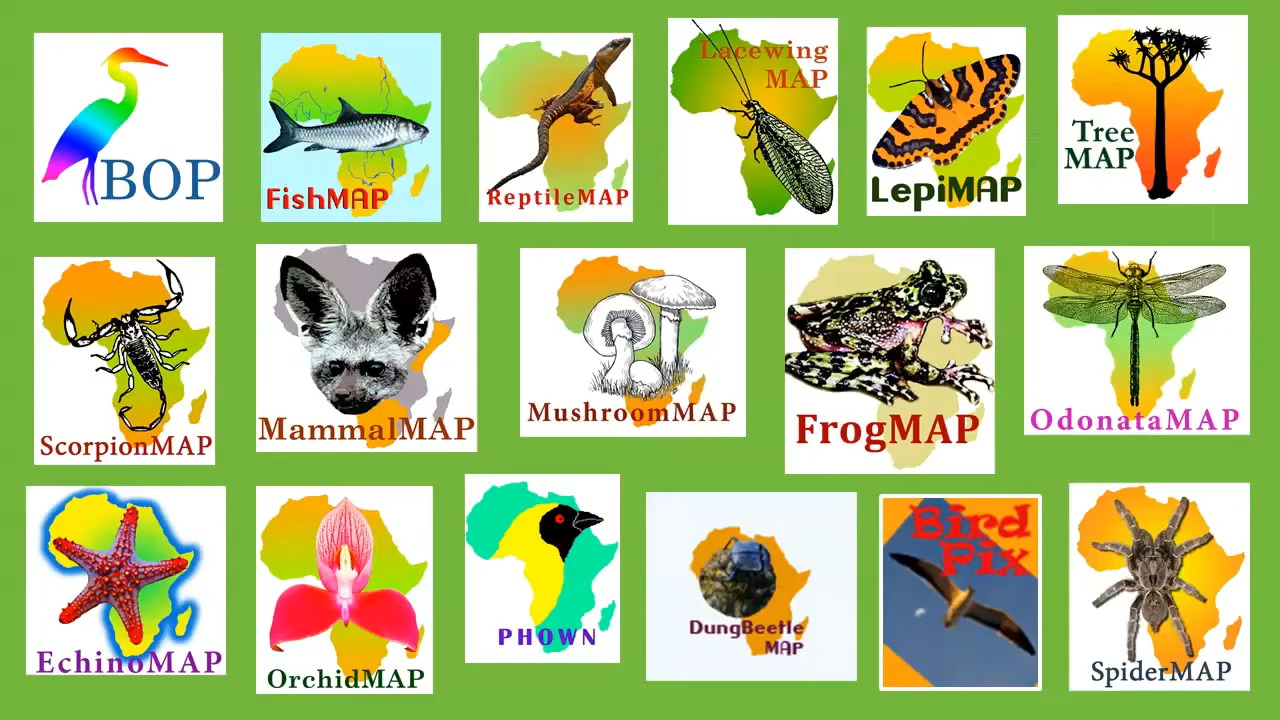 BOP
FishMAP
ReptileMAP
Lacewing
MAP
LepiMAP
Tree
MAP
ScorpionMAP
MammalMAP
MushroomMAP
FrogMAP
OdonataMAP
EchinoMAP
OrchidMAP
PHOWN
DungBeetle
MAP
Bird
Pix
SpiderMAP